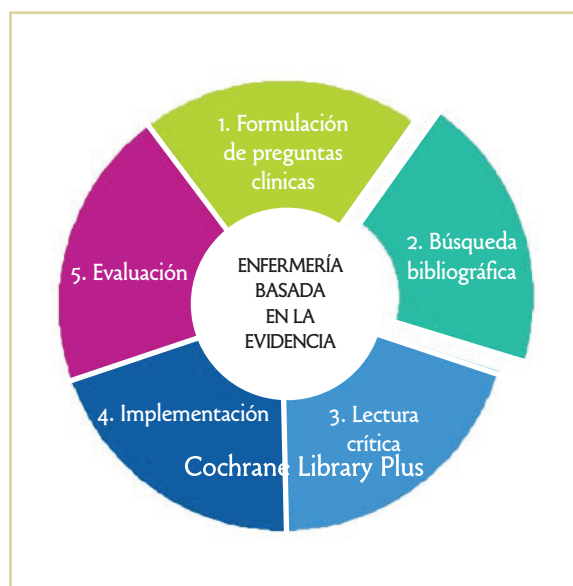 1. Formulación
de preguntas
clínicas
2. Búsqueda
bibliográfica
3. Lectura
crítica
Cochrane Library Plus
4. Implementación
5. Evaluación
ENFERMERÍA
BASADA
EN LA
EVIDENCIA